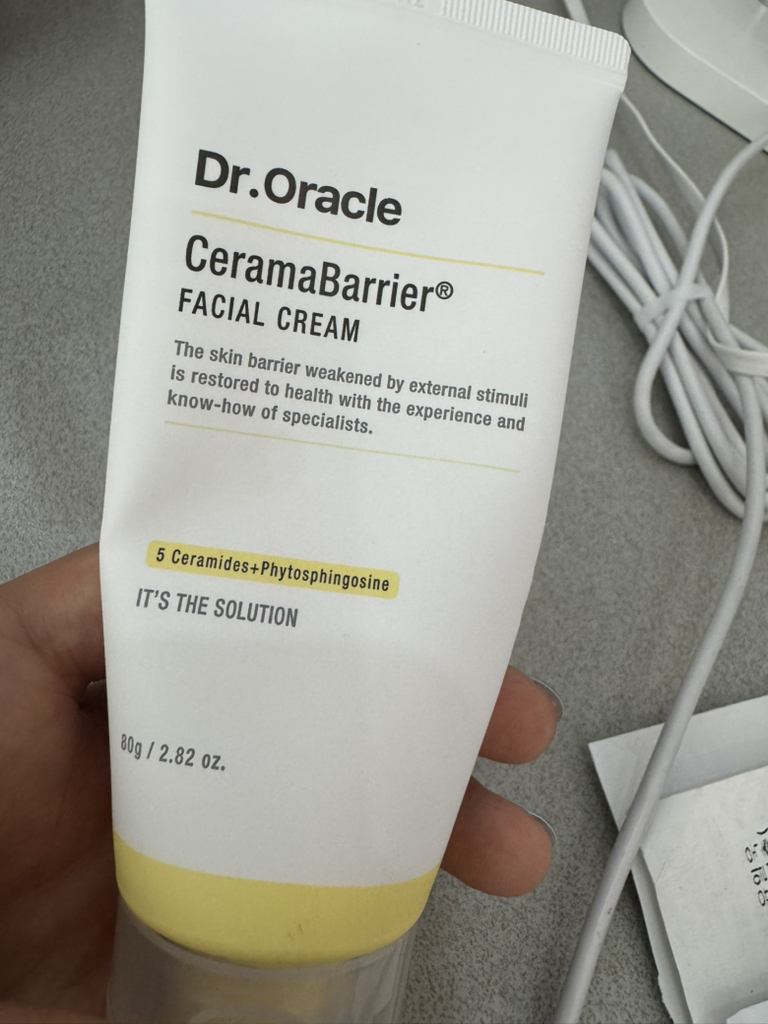 Dr.Oracle
CeramaBarrier®
FACIAL CREAM
The skin barrier weakened by external stimuli
is restored to health with the experience and
know-how of specialists.
5 Ceramides+Phytosphingosine
IT'S THE SOLUTION
80g / 2.82 oz.